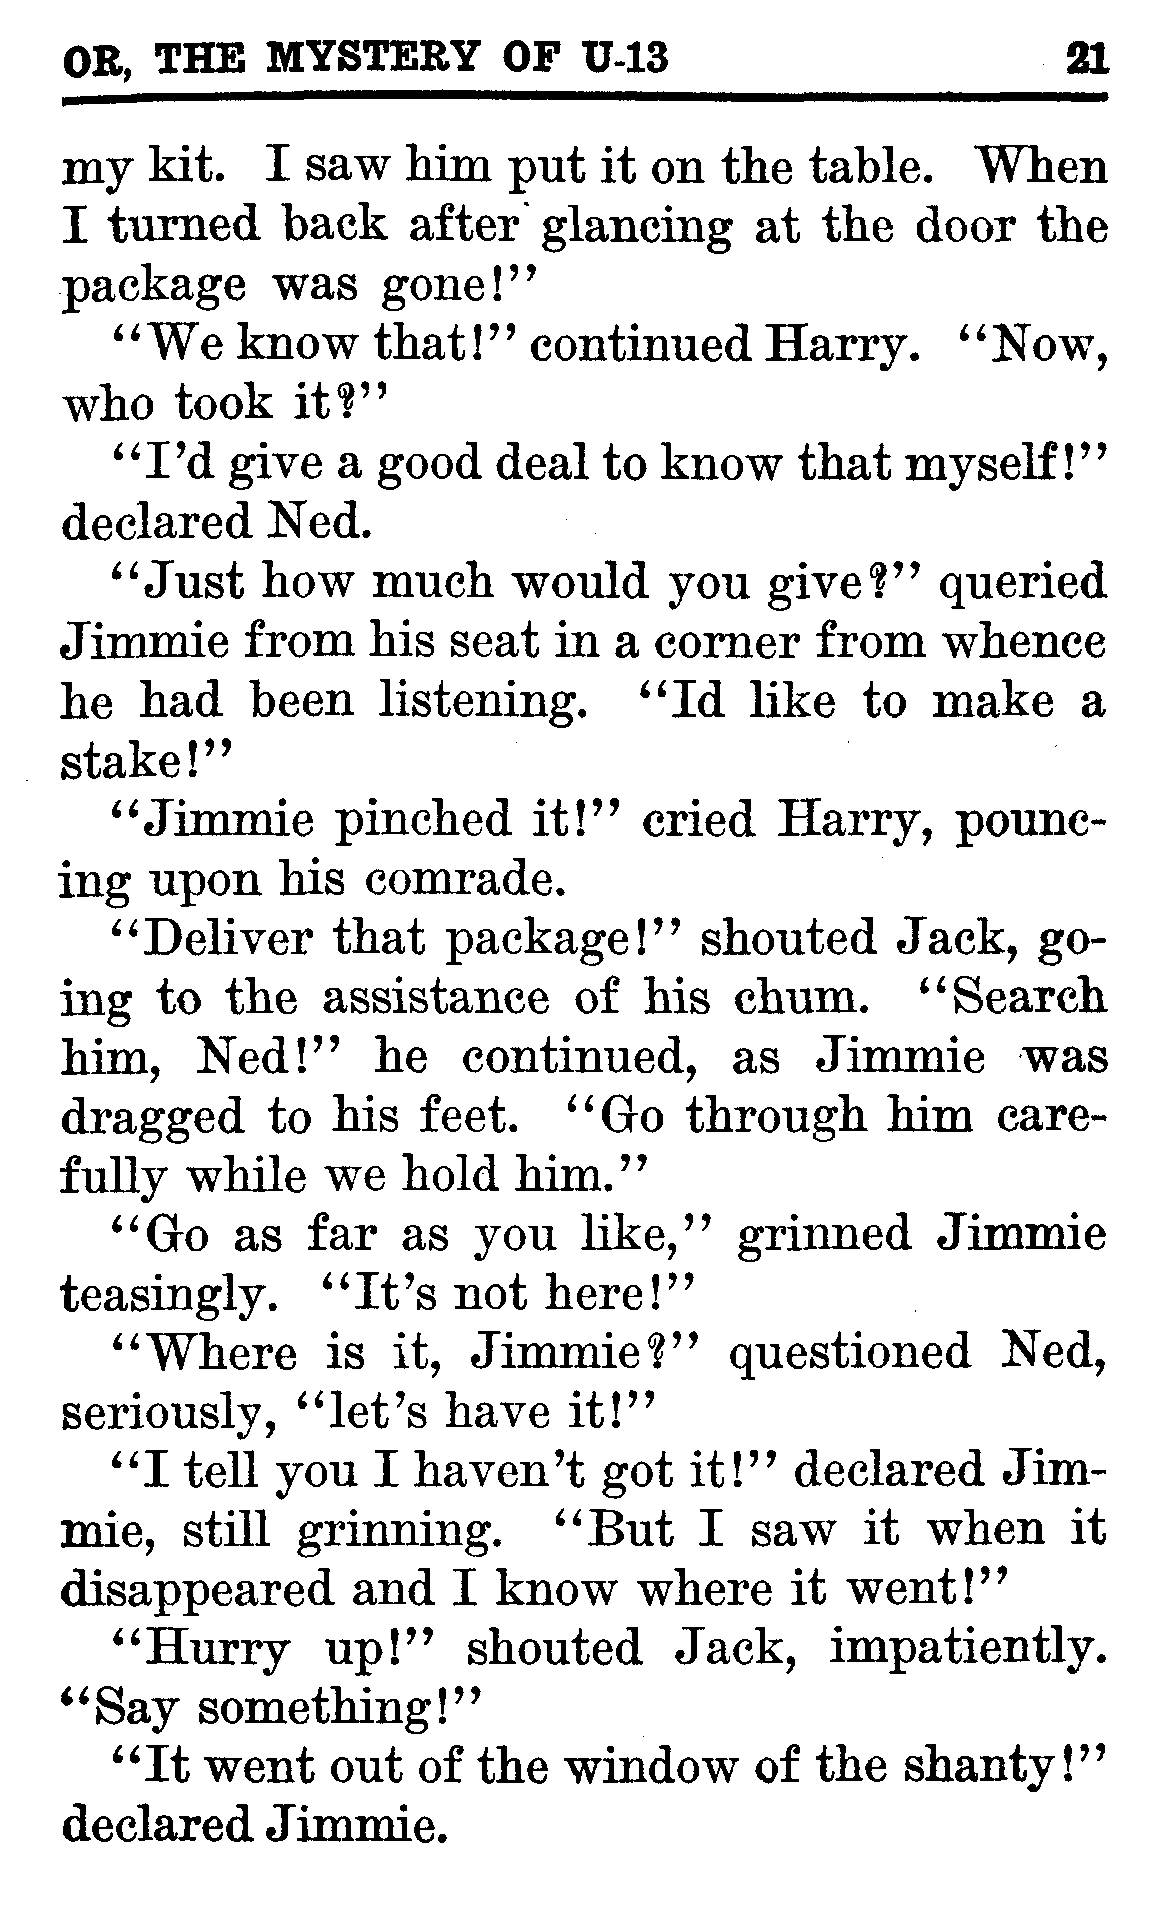 OR, THE MYSTERY OF U-13 21
my kit. I saw him put it on the table. When
I turned back after glancing at the door the
package was gone!"
"We know that!" continued Harry. "Now,
who took it?"
"I'd give a good deal to know that myself!"
declared Ned.
"Just how much would you give?" queried
Jimmie from his seat in a corner from whence
he had been listening. "Id like to make a
stake!"
"Jimmie pinched it!" cried Harry, pounc-
ing upon his comrade.
"Deliver that package!" shouted Jack, go-
ing to the assistance of his chum. "Search
him, Ned!" he continued, as Jimmie was
dragged to his feet. "Go through him care-
fully while we hold him."
"Go as far as you like," grinned Jimmie
teasingly. "It's not here!"
"Where is it, Jimmie?" questioned Ned,
seriously, "let's have it!"
"I tell you I haven't got it!" declared Jim-
mie, still grinning. "But I saw it when it
disappeared and I know where it went!"
"Hurry up!" shouted Jack, impatiently.
"Say something!"
"It went out of the window of the shanty!"
declared Jimmie.